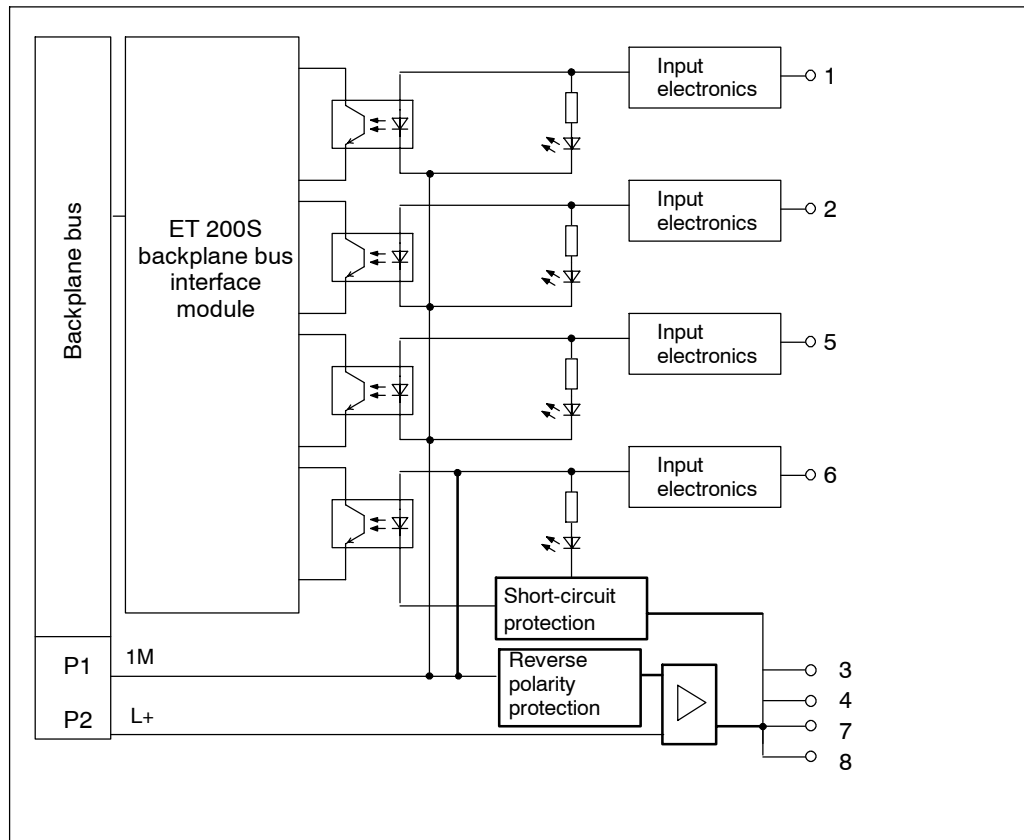 Backplane bus
ET 200S
backplane bus
interface
module
Input
electronics
1
Input
electronics
2
Input
electronics
5
Input
electronics
6
Short-circuit
protection
P1
1M
Reverse
polarity
protection
3
4
P2
L+
7
8